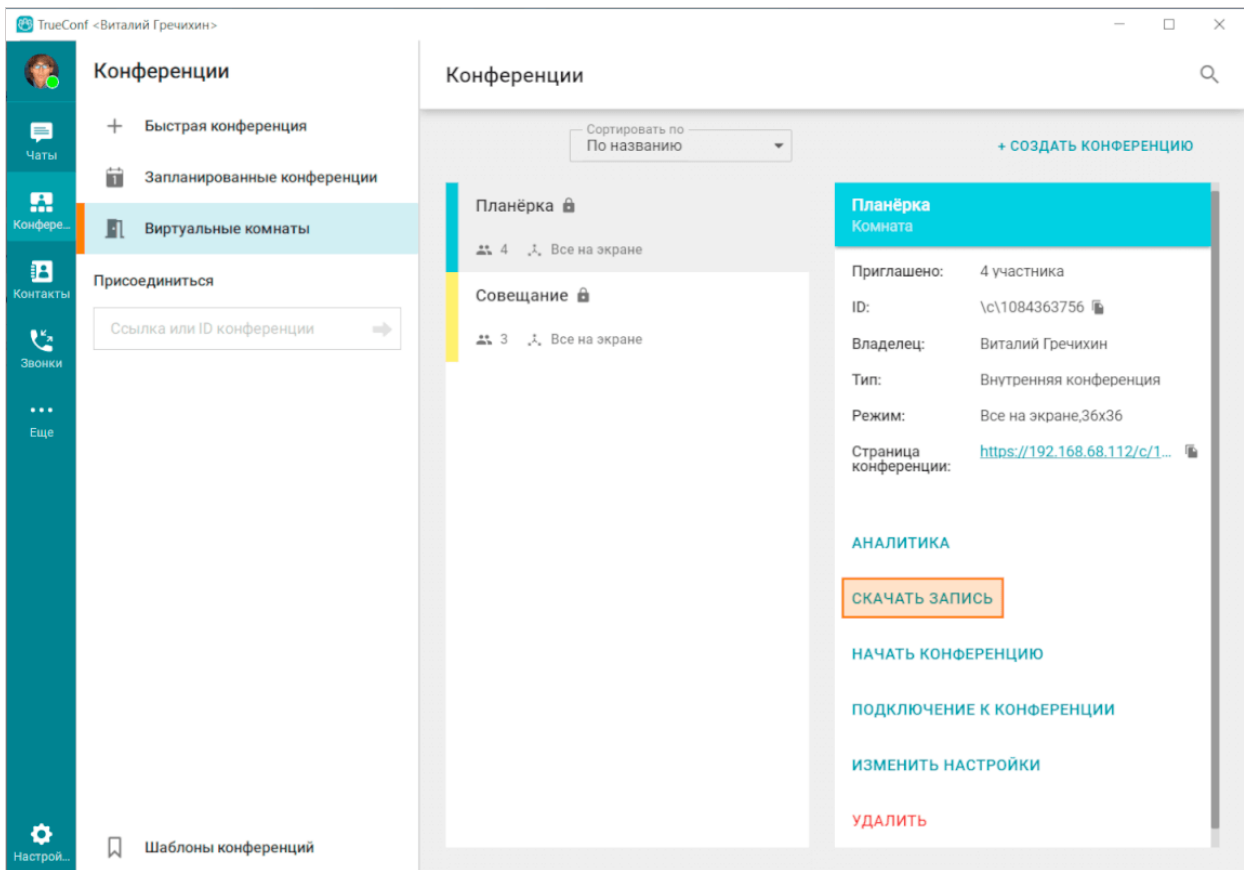 TrueConf <Виталий Гречихин>
Чаты
Конфере...
Контакты
Звонки
Еще
Настрой...
Конференции
Быстрая конференция
1
Запланированные конференции
Виртуальные комнаты
Присоединиться
Ссылка или ID конференции
Шаблоны конференций
Конференции
Сортировать по
По названию
+ СОЗДАТЬ КОНФЕРЕНЦИЮ
Планёрка
4 Все на экране
Совещание
3 Все на экране
Планёрка
Комната
Приглашено: 4 участника
ID: \c\1084363756
Владелец: Виталий Гречихин
Тип: Внутренняя конференция
Режим: Все на экране,36x36
Страница
конференции: https://192.168.68.112/c/1...
АНАЛИТИКА
СКАЧАТЬ ЗАПИСЬ
НАЧАТЬ КОНФЕРЕНЦИЮ
ПОДКЛЮЧЕНИЕ К КОНФЕРЕНЦИИ
ИЗМЕНИТЬ НАСТРОЙКИ
УДАЛИТЬ